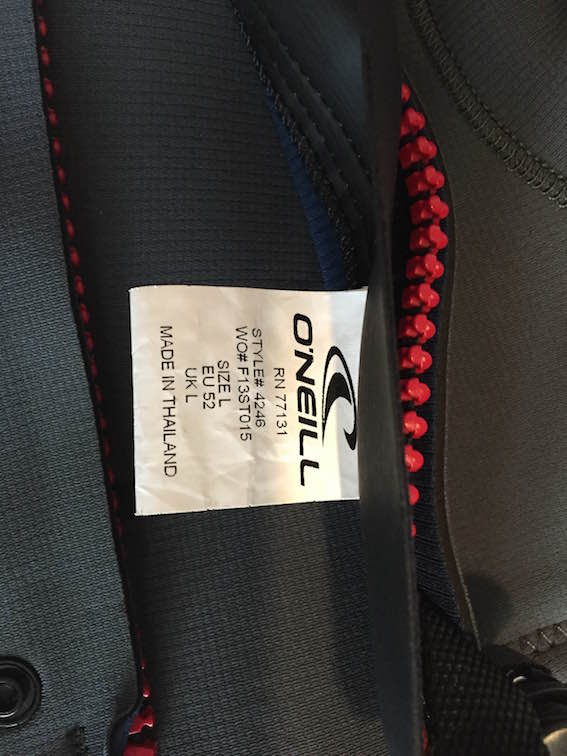 O'NEILL
RN 77131
STYLE# 4246
WO# F13ST015
SIZE L
EU 52
UK L
MADE IN THAILAND